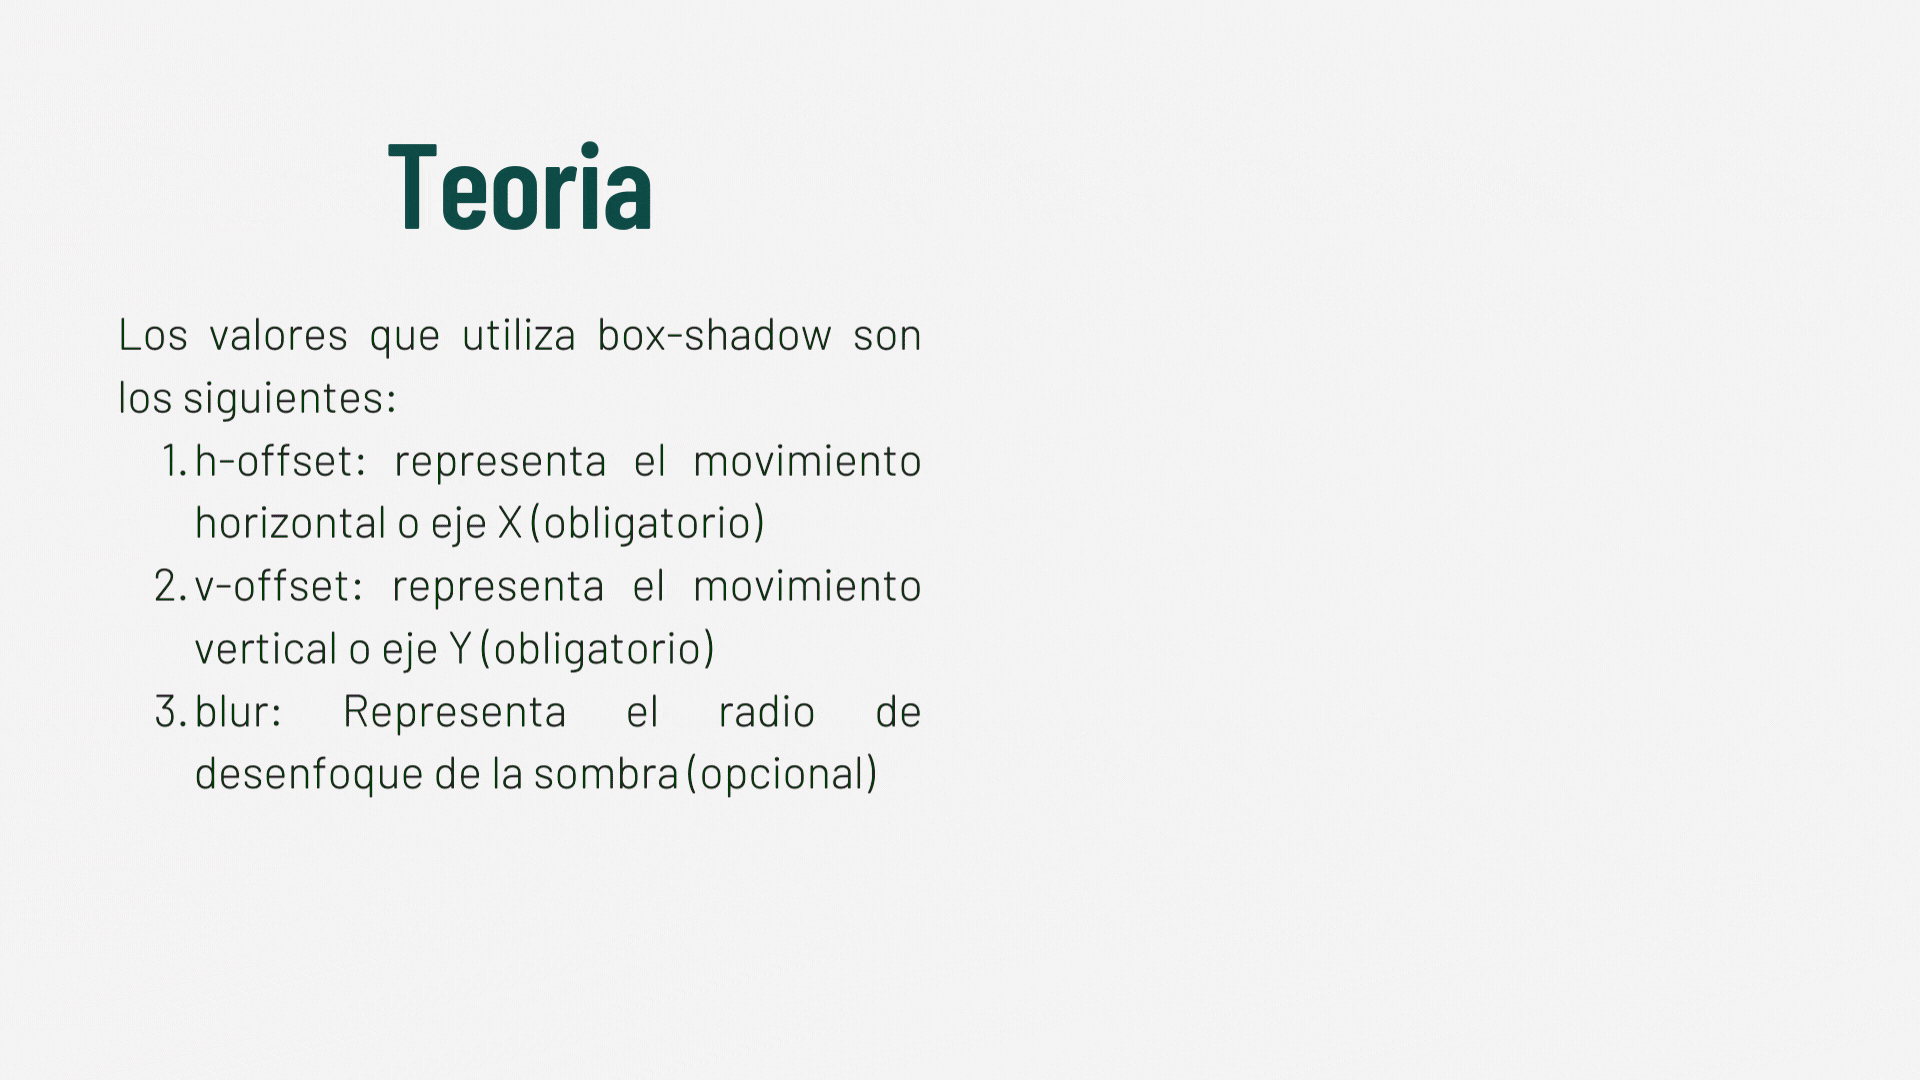 Teoria
Los valores que utiliza box-shadow son
los siguientes:
1. h-offset: representa el movimiento
horizontal o eje X (obligatorio)
2. v-offset: representa el movimiento
vertical o eje Y (obligatorio)
3. blur: Representa el radio de
desenfoque de la sombra (opcional)